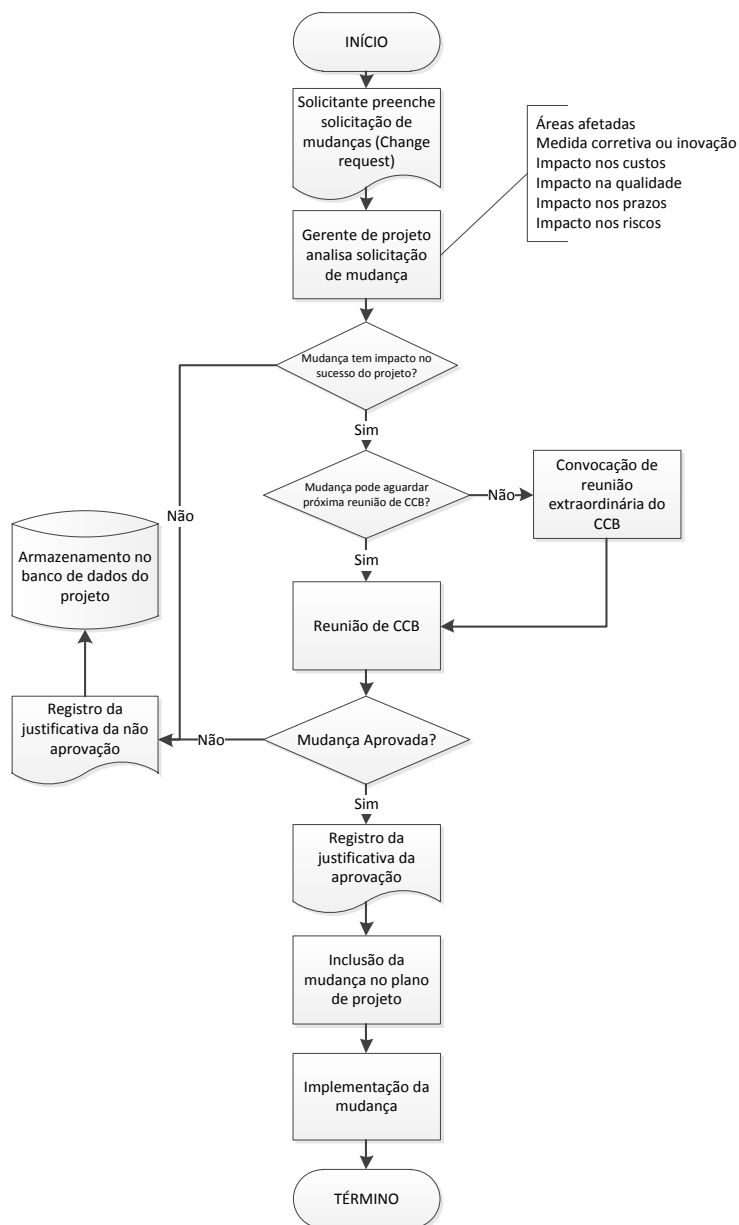 INÍCIO
Solicitante preenche
solicitação de
mudanças (Change
request)
Áreas afetadas
Medida corretiva ou inovação
Impacto nos custos
Impacto na qualidade
Impacto nos prazos
Impacto nos riscos
Gerente de projeto
analisa solicitação
de mudança
Mudança tem impacto no
sucesso do projeto?
Sim
Não
Mudança pode aguardar
próxima reunião de CCB?
Não
Convocação de
reunião
extraordinária do
CCB
Sim
Armazenamento no
banco de dados do
projeto
Reunião de CCB
Registro da
justificativa da não
aprovação
Não
Mudança Aprovada?
Sim
Registro da
justificativa da
aprovação
Inclusão da
mudança no plano
de projeto
Implementação da
mudança
TÉRMINO